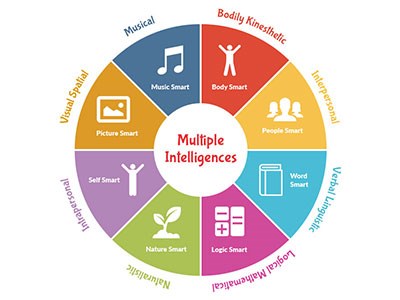 Musical
Bodily Kinesthetic
Visual Spatial
Interpersonal
Music Smart
Body Smart
Picture Smart
People Smart
Multiple
Intelligences
Self Smart
Word
Smart
Intrapersonal
Verbal Linguistic
Nature Smart
Logic Smart
Naturalistic
Logical Mathematical